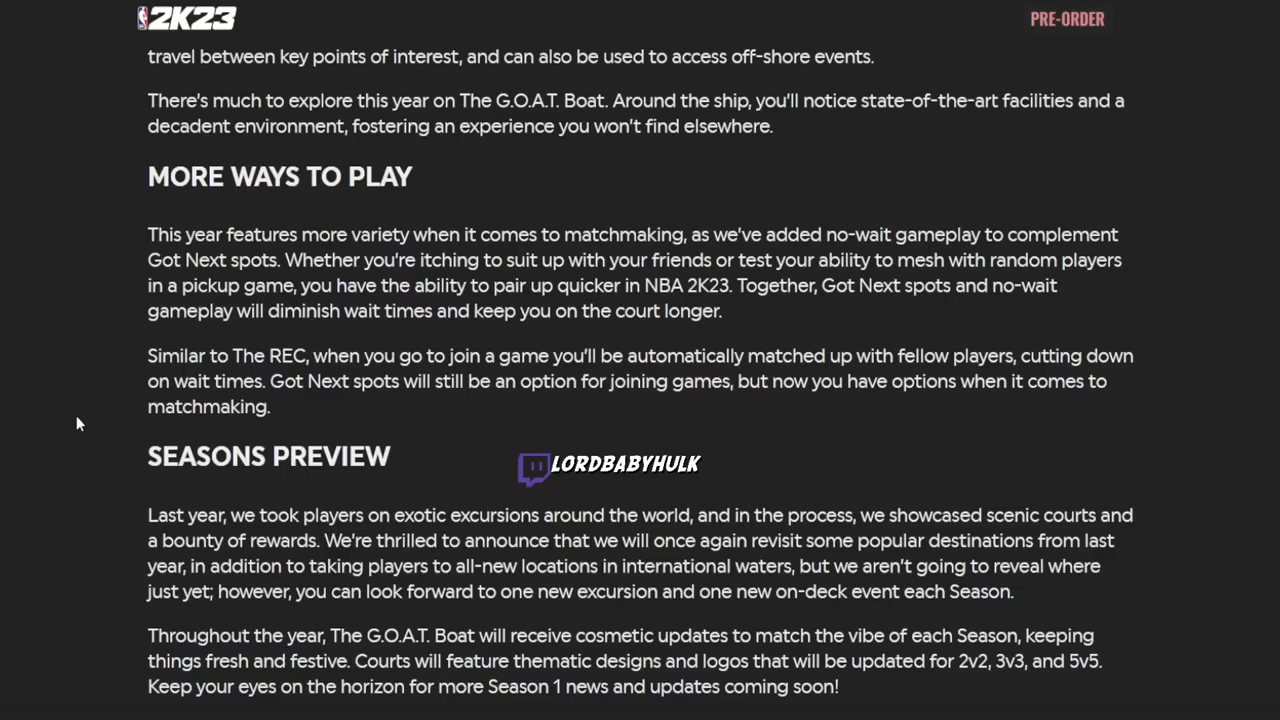 NBA 2K23
PRE-ORDER
travel between key points of interest, and can also be used to access off-shore events.
There's much to explore this year on The G.O.A.T. Boat. Around the ship, you'll notice state-of-the-art facilities and a
decadent environment, fostering an experience you won't find elsewhere.
MORE WAYS TO PLAY
This year features more variety when it comes to matchmaking, as we've added no-wait gameplay to complement
Got Next spots. Whether you're itching to suit up with your friends or test your ability to mesh with random players
in a pickup game, you have the ability to pair up quicker in NBA 2K23. Together, Got Next spots and no-wait
gameplay will diminish wait times and keep you on the court longer.
Similar to The REC, when you go to join a game you'll be automatically matched up with fellow players, cutting down
on wait times. Got Next spots will still be an option for joining games, but now you have options when it comes to
matchmaking.
SEASONS PREVIEW
LORDBABYHULK
Last year, we took players on exotic excursions around the world, and in the process, we showcased scenic courts and
a bounty of rewards. We're thrilled to announce that we will once again revisit some popular destinations from last
year, in addition to taking players to all-new locations in international waters, but we aren't going to reveal where
just yet; however, you can look forward to one new excursion and one new on-deck event each Season.
Throughout the year, The G.O.A.T. Boat will receive cosmetic updates to match the vibe of each Season, keeping
things fresh and festive. Courts will feature thematic designs and logos that will be updated for 2v2, 3v3, and 5v5.
Keep your eyes on the horizon for more Season 1 news and updates coming soon!